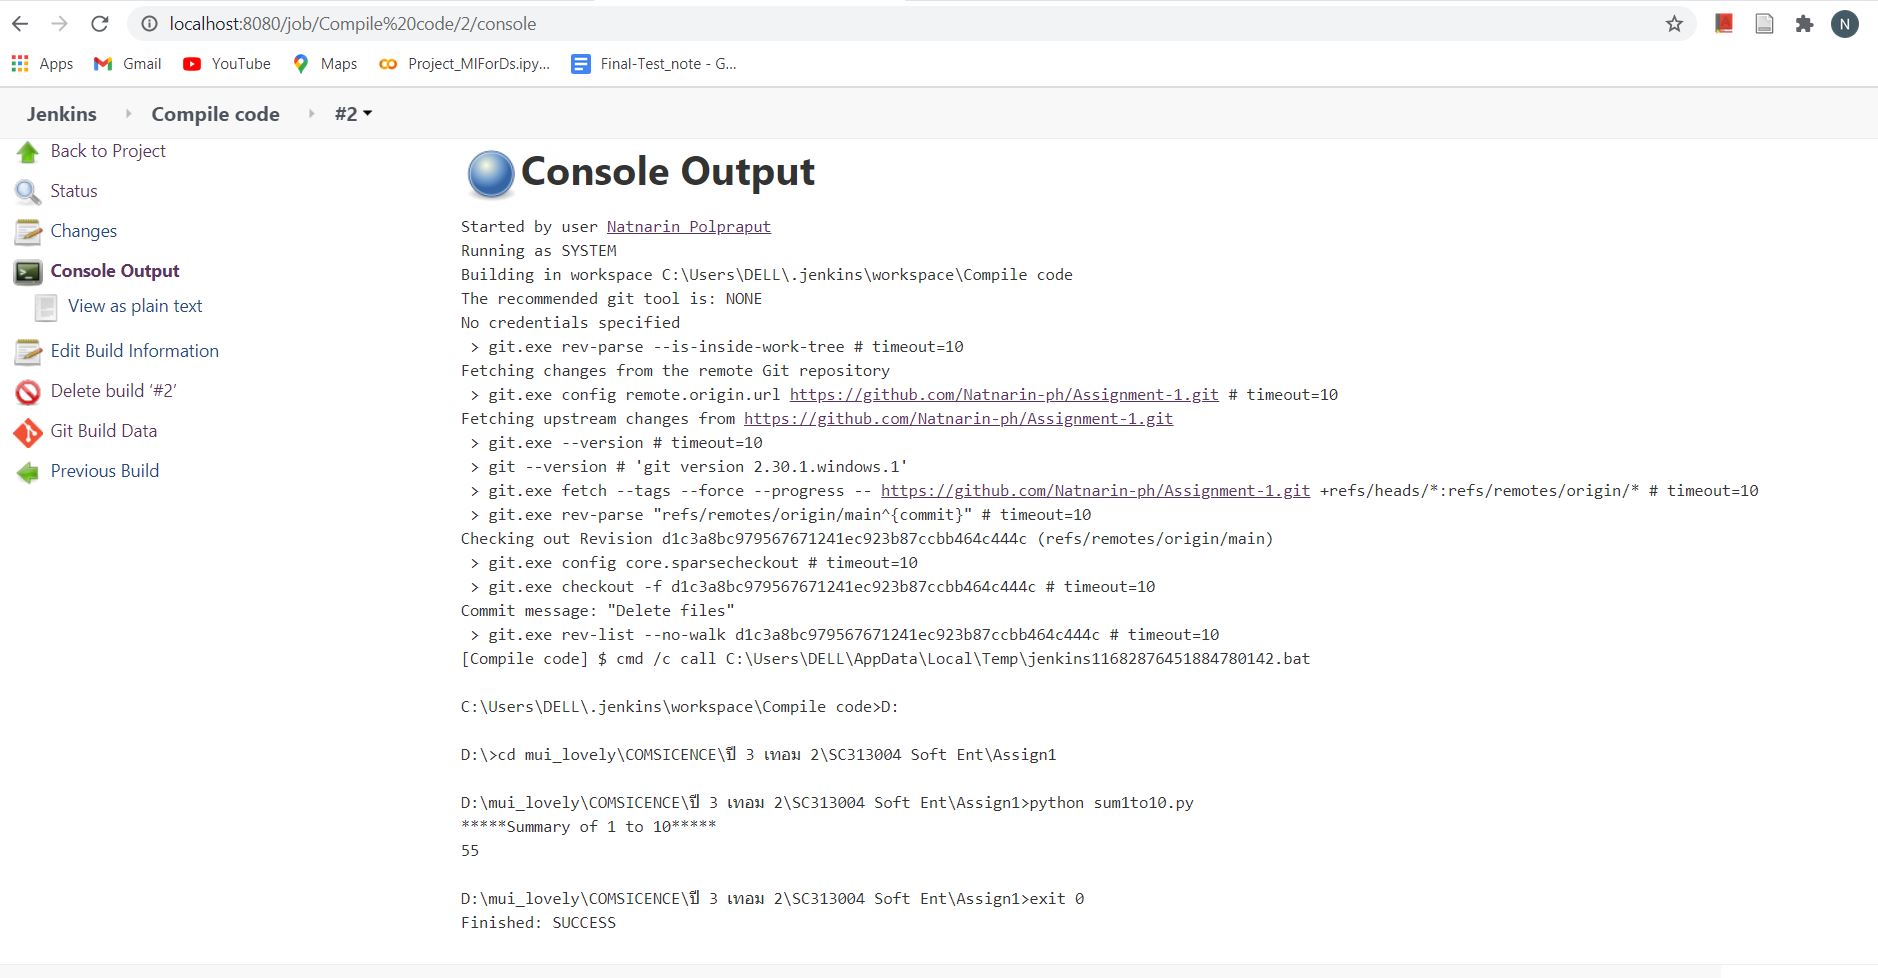 localhost:8080/job/Compile%20code/2/console
N
Apps Gmail YouTube Maps Project_MlForDs.ipy... Final-Test_note - G...
Jenkins Compile code #2
Back to Project
Status
Changes
Console Output
View as plain text
Edit Build Information
Delete build ‘#2’
Git Build Data
Previous Build
Console Output
Started by user Natnarin Polpraput
Running as SYSTEM
Building in workspace C:\Users\DELL\.jenkins\workspace\Compile code
The recommended git tool is: NONE
No credentials specified
> git.exe rev-parse --is-inside-work-tree # timeout=10
Fetching changes from the remote Git repository
> git.exe config remote.origin.url https://github.com/Natnarin-ph/Assignment-1.git # timeout=10
Fetching upstream changes from https://github.com/Natnarin-ph/Assignment-1.git
> git.exe --version # timeout=10
> git --version # 'git version 2.30.1.windows.1'
> git.exe fetch --tags --force --progress -- https://github.com/Natnarin-ph/Assignment-1.git +refs/heads/*:refs/remotes/origin/* # timeout=10
> git.exe rev-parse "refs/remotes/origin/main^{commit}" # timeout=10
Checking out Revision d1c3a8bc979567671241ec923b87ccbb464c444c (refs/remotes/origin/main)
> git.exe config core.sparsecheckout # timeout=10
> git.exe checkout -f d1c3a8bc979567671241ec923b87ccbb464c444c # timeout=10
Commit message: "Delete files"
> git.exe rev-list --no-walk d1c3a8bc979567671241ec923b87ccbb464c444c # timeout=10
[Compile code] $ cmd /c call C:\Users\DELL\AppData\Local\Temp\jenkins11682876451884780142.bat
C:\Users\DELL\.jenkins\workspace\Compile code>D:
D:\>cd mui_lovely\COMSICENCE\ปี 3 เทอม 2\SC313004 Soft Ent\Assign1
D:\mui_lovely\COMSICENCE\ปี 3 เทอม 2\SC313004 Soft Ent\Assign1>python sum1to10.py
*****Summary of 1 to 10*****
55
D:\mui_lovely\COMSICENCE\ปี 3 เทอม 2\SC313004 Soft Ent\Assign1>exit 0
Finished: SUCCESS